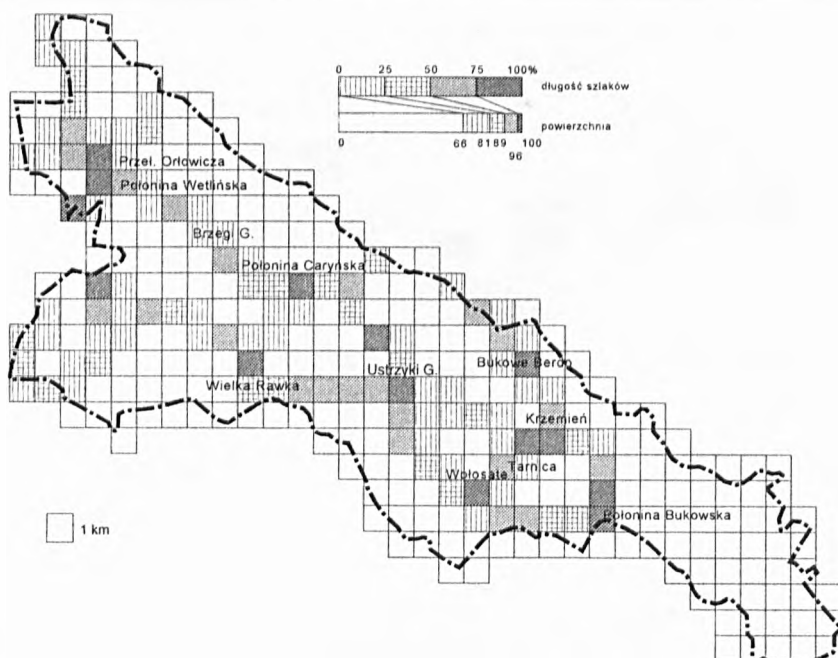 0 25 50 75 100%
długość szlaków
powierzchnia
0 66 81 89 96 100
Przeł. Orłowicza
Połonina Wetlińska
Brzegi G.
Połonina Caryńska
Ustrzyki G.
Bukowe Berdo
Wielka Rawka
Krzemień
Tarnica
Wołosate
Połonina Bukowska
1 km